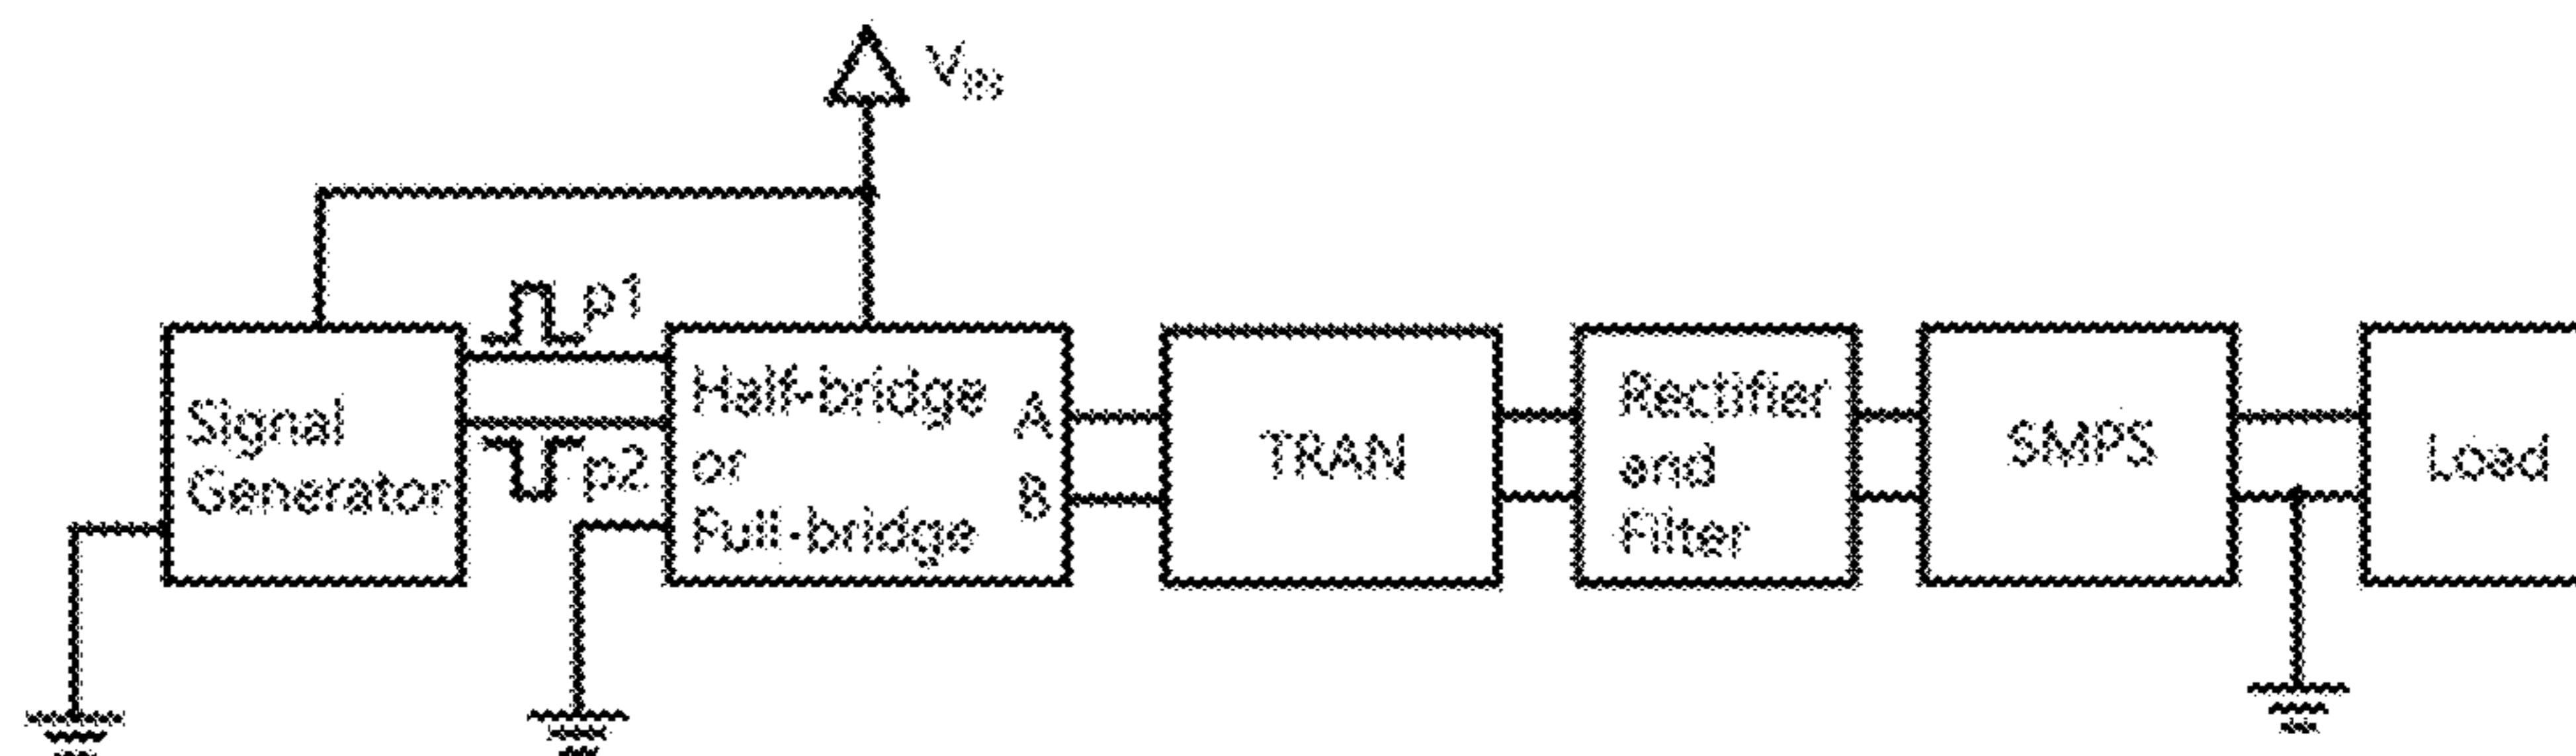 VIN
p1
Signal
Generator
p2
Half-bridge
or
Full-bridge
A
B
TRAN
Rectifier
and
Filter
SMPS
Load